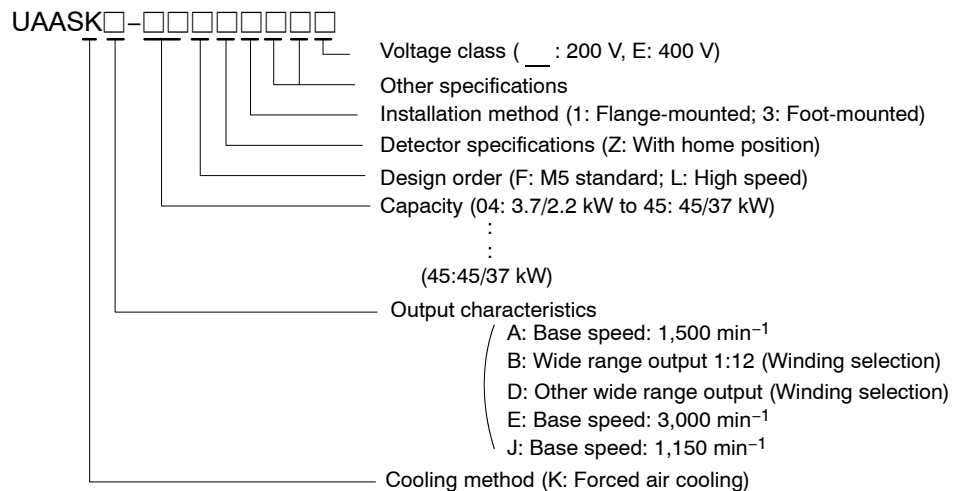 UAASK□-□□□□□□□□
Voltage class ( __ : 200 V, E: 400 V)
Other specifications
Installation method (1: Flange-mounted; 3: Foot-mounted)
Detector specifications (Z: With home position)
Design order (F: M5 standard; L: High speed)
Capacity (04: 3.7/2.2 kW to 45: 45/37 kW)
:
:
(45:45/37 kW)
Output characteristics
A: Base speed: 1,500 min⁻¹
B: Wide range output 1:12 (Winding selection)
D: Other wide range output (Winding selection)
E: Base speed: 3,000 min⁻¹
J: Base speed: 1,150 min⁻¹
Cooling method (K: Forced air cooling)